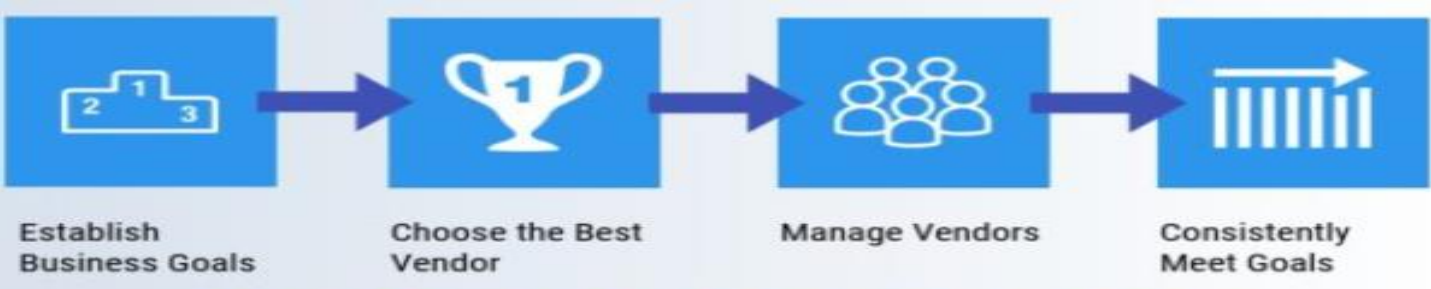 2
1
3
1
Establish
Business Goals
Choose the Best
Vendor
Manage Vendors
Consistently
Meet Goals